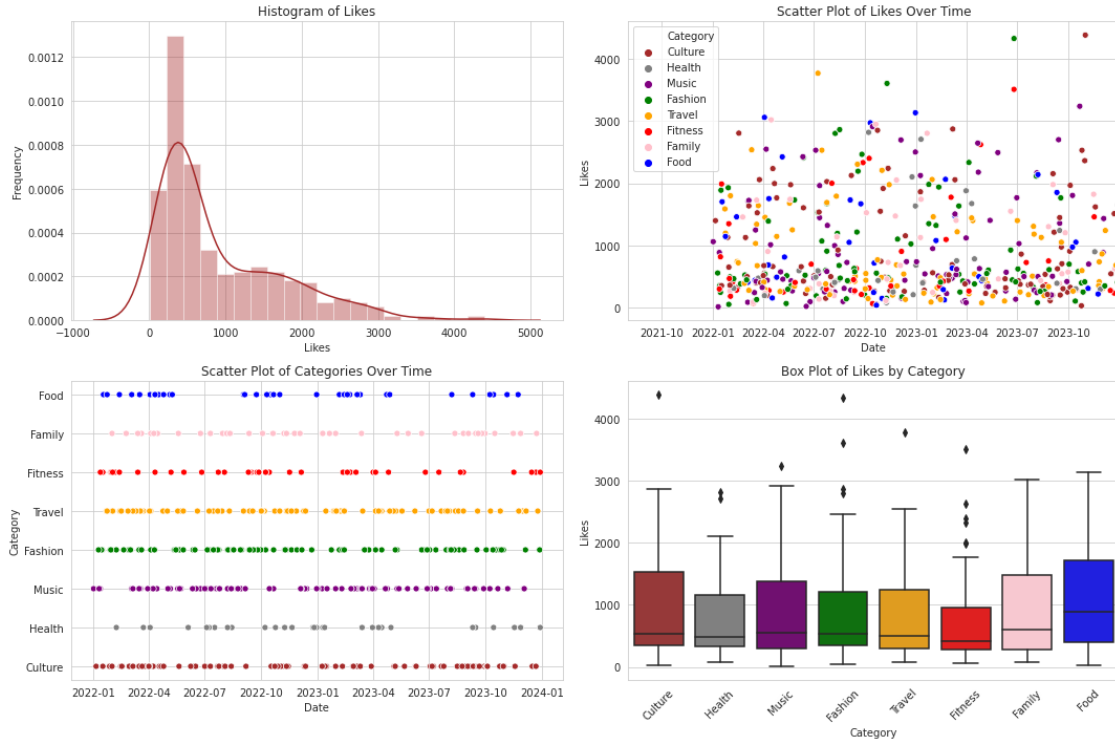 Histogram of Likes
0.0012
0.0010
0.0008
0.0006
0.0004
0.0002
0.0000
Frequency
−1000 0 1000 2000 3000 4000 5000
Likes
Scatter Plot of Likes Over Time
Category
Culture
Health
Music
Fashion
Travel
Fitness
Family
Food
4000
3000
2000
1000
0
Likes
2021-10 2022-01 2022-04 2022-07 2022-10 2023-01 2023-04 2023-07 2023-10
Date
Scatter Plot of Categories Over Time
Food
Family
Fitness
Travel
Fashion
Music
Health
Culture
Category
2022-01 2022-04 2022-07 2022-10 2023-01 2023-04 2023-07 2023-10 2024-01
Date
Box Plot of Likes by Category
4000
3000
2000
1000
0
Likes
Culture Health Music Fashion Travel Fitness Family Food
Category